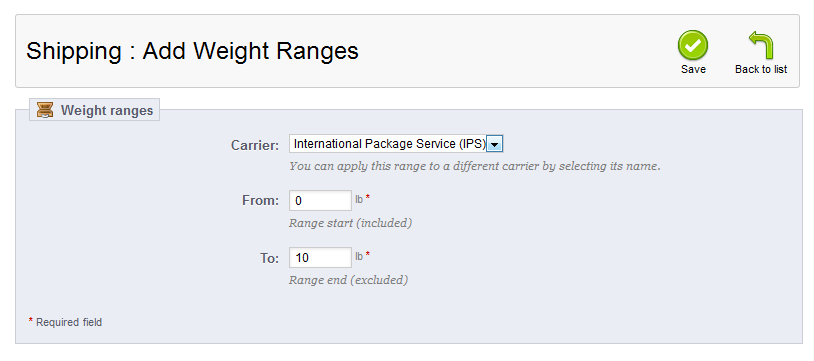 Shipping : Add Weight Ranges
Save
Back to list
Weight ranges
Carrier: International Package Service (IPS)
You can apply this range to a different carrier by selecting its name.
From: 0 lb *
Range start (included)
To: 10 lb *
Range end (excluded)
* Required field